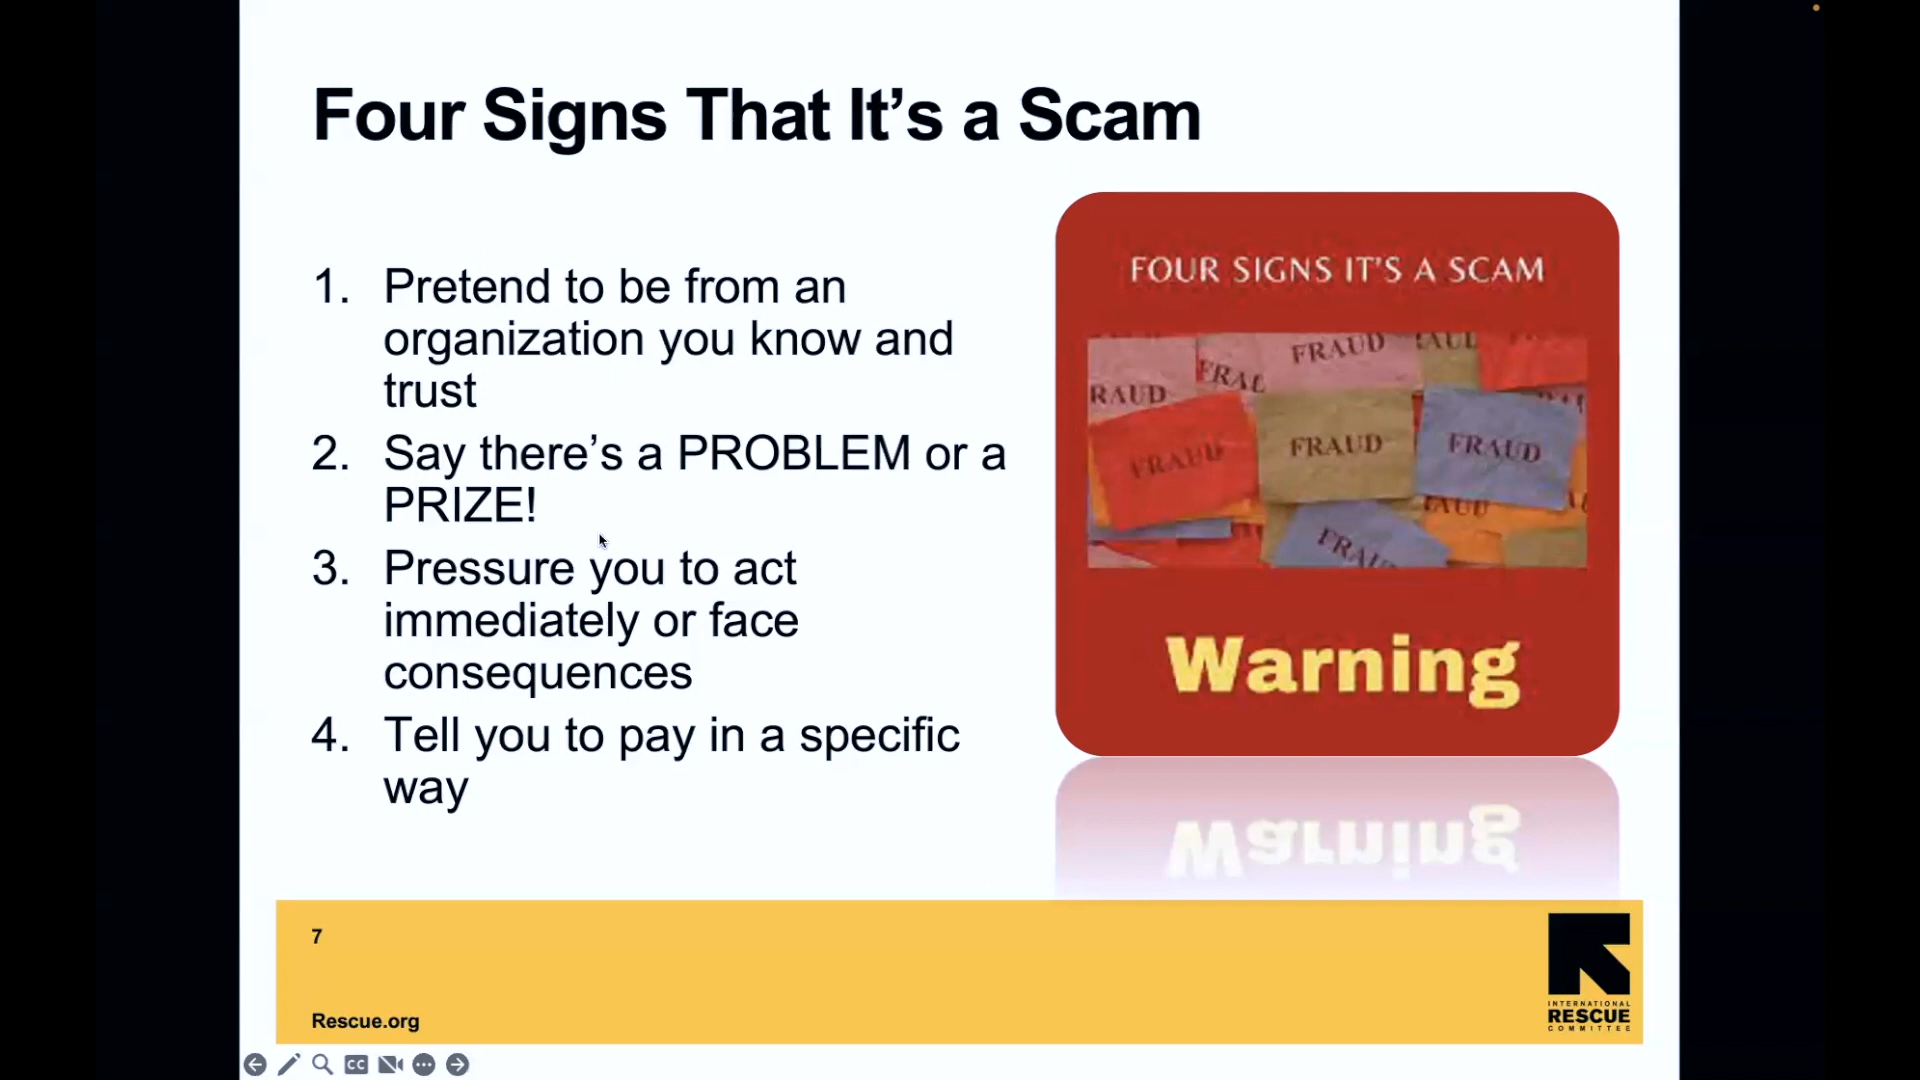 Four Signs That It’s a Scam
1. Pretend to be from an
organization you know and
trust
2. Say there’s a PROBLEM or a
PRIZE!
3. Pressure you to act
immediately or face
consequences
4. Tell you to pay in a specific
way
FOUR SIGNS IT'S A SCAM
FRAUD
RAUD
FRAUD
FRAUD
FRAUD
Warning
7
Rescue.org
INTERNATIONAL
RESCUE
COMMITTEE
CC